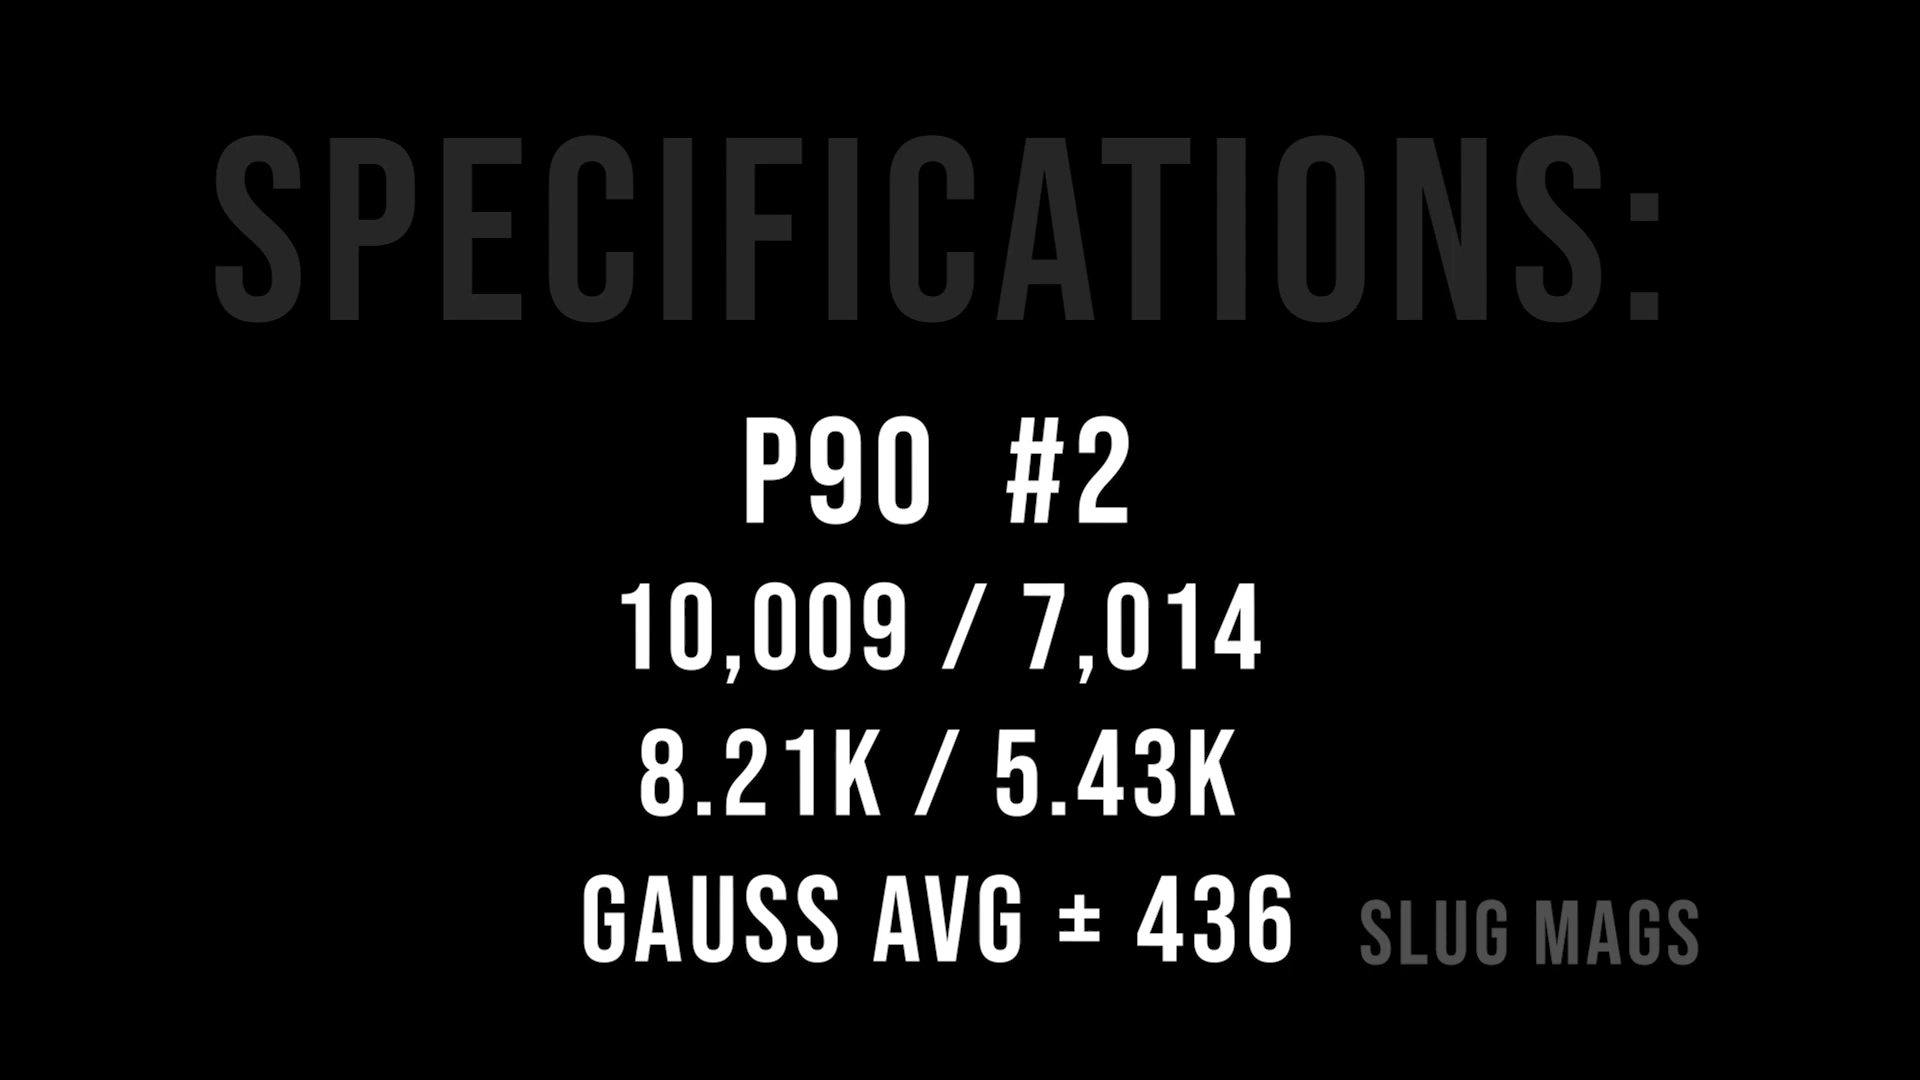 SPECIFICATIONS:
P90 #2
10,009 / 7,014
8.21K / 5.43K
GAUSS AVG ± 436
SLUG MAGS